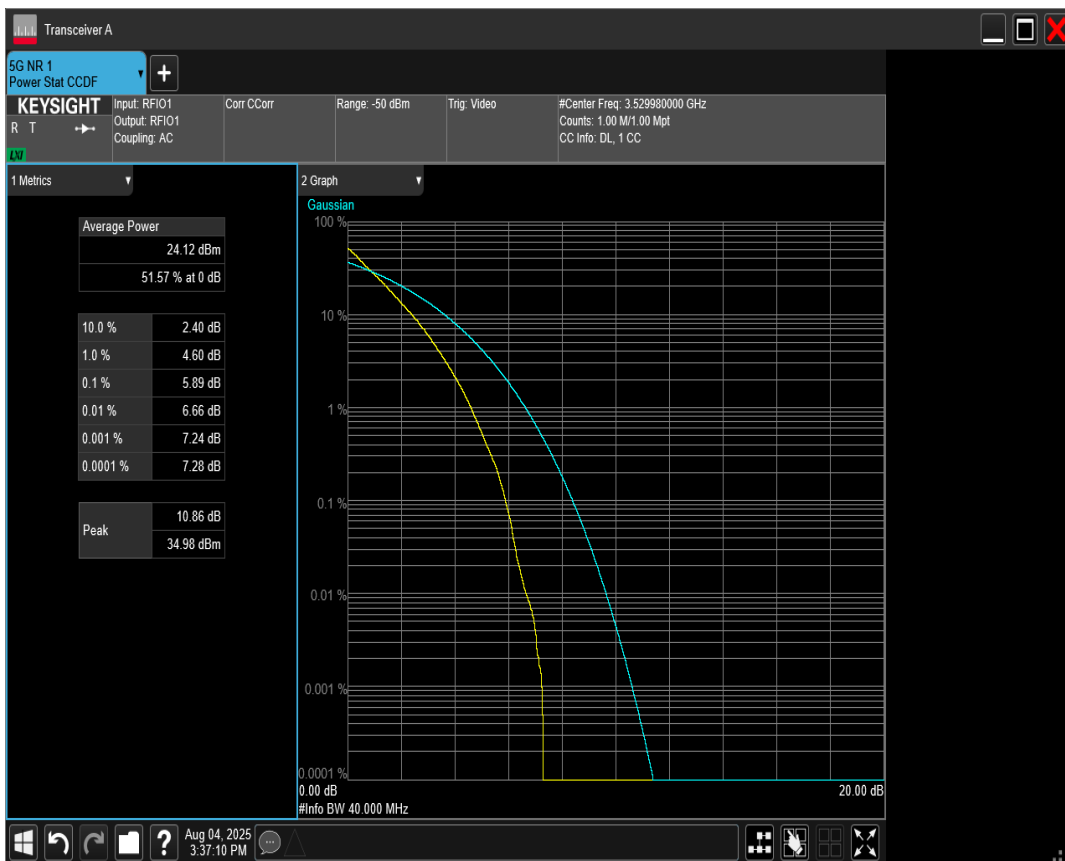 Transceiver A
5G NR 1
Power Stat CCDF
+
KEYSIGHT
R T
LXI
Input: RFIO1
Output: RFIO1
Coupling: AC
Corr CCorr
Range: -50 dBm
Trig: Video
#Center Freq: 3.529980000 GHz
Counts: 1.00 M/1.00 Mpt
CC Info: DL, 1 CC
1 Metrics
Average Power
24.12 dBm
51.57 % at 0 dB
10.0 % 2.40 dB
1.0 % 4.60 dB
0.1 % 5.89 dB
0.01 % 6.66 dB
0.001 % 7.24 dB
0.0001 % 7.28 dB
Peak 10.86 dB
34.98 dBm
2 Graph
Gaussian
100 %
10 %
1 %
0.1 %
0.01 %
0.001 %
0.0001 %
0.00 dB 20.00 dB
#Info BW 40.000 MHz
?
Aug 04, 2025
3:37:10 PM